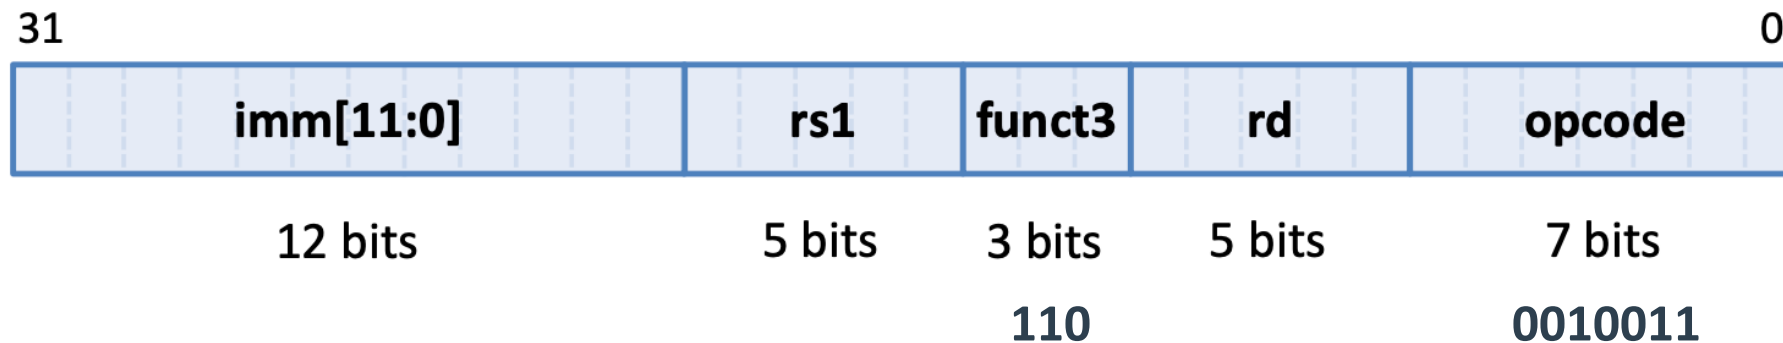 31 0
imm[11:0] rs1 funct3 rd opcode
12 bits 5 bits 3 bits 5 bits 7 bits
110 0010011